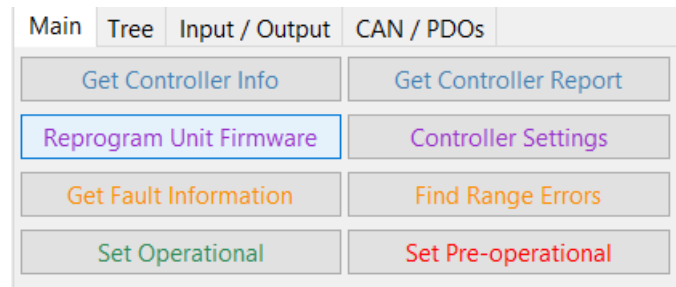 Main Tree Input / Output CAN / PDOs
Get Controller Info Get Controller Report
Reprogram Unit Firmware Controller Settings
Get Fault Information Find Range Errors
Set Operational Set Pre-operational